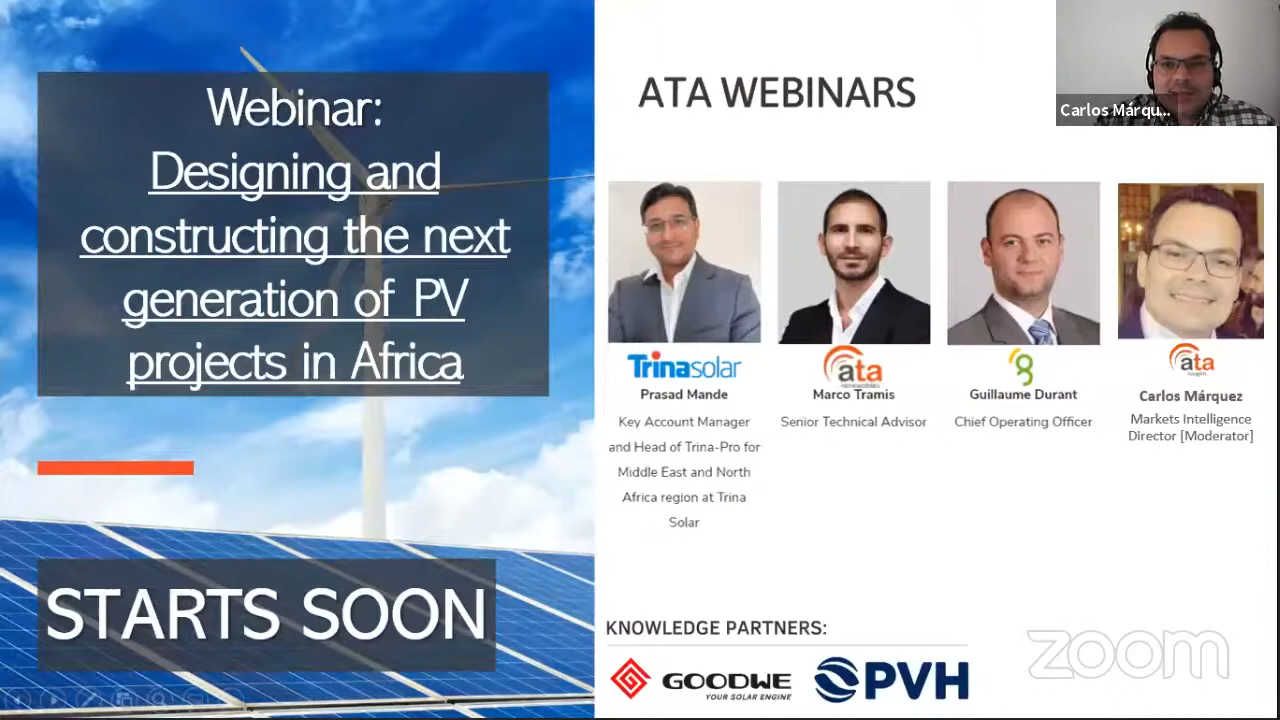 Webinar:
Designing and
constructing the next
generation of PV
projects in Africa
STARTS SOON
ATA WEBINARS
Carlos Márqu...
Trinasolar
Prasad Mande
Key Account Manager
and Head of Trina-Pro for
Middle East and North
Africa region at Trina
Solar
ata
Marco Tramis
Senior Technical Advisor
Guillaume Durant
Chief Operating Officer
ata
insights
Carlos Márquez
Markets Intelligence
Director [Moderator]
KNOWLEDGE PARTNERS:
GOODWE
YOUR SOLAR ENGINE
PVH
zoom